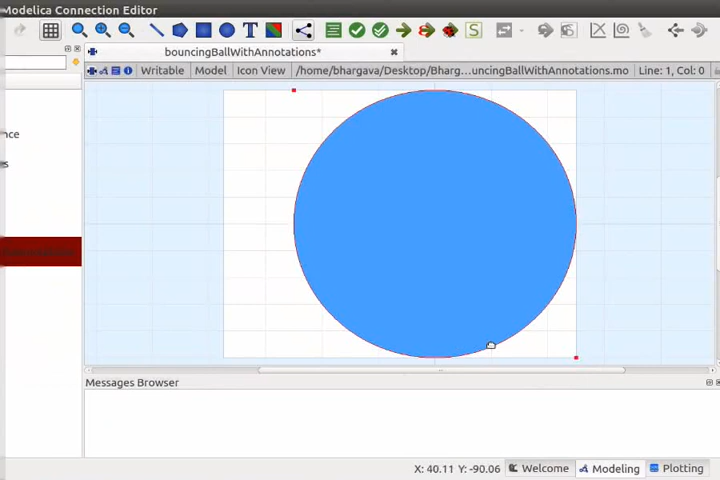 Modelica Connection Editor
bouncingBallWithAnnotations*
Writable Model Icon View /home/bhargava/Desktop/Bharg...uncingBallWithAnnotations.mo Line: 1, Col: 0
T S
Messages Browser
X: 40.11 Y: -90.06 Welcome Modeling Plotting